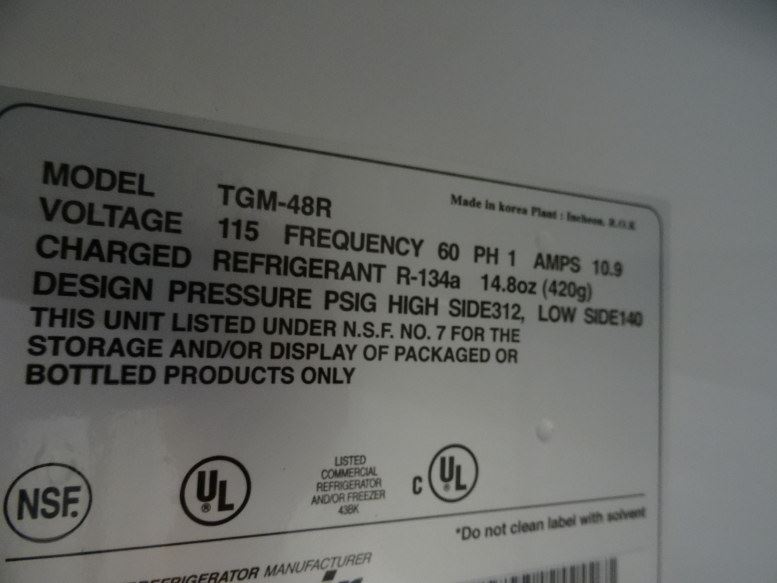 MODEL TGM-48R Made in korea Plant : Incheon, R.O.K
VOLTAGE 115 FREQUENCY 60 PH 1 AMPS 10.9
CHARGED REFRIGERANT R-134a 14.8oz (420g)
DESIGN PRESSURE PSIG HIGH SIDE312, LOW SIDE140
THIS UNIT LISTED UNDER N.S.F. NO. 7 FOR THE
STORAGE AND/OR DISPLAY OF PACKAGED OR
BOTTLED PRODUCTS ONLY
NSF.
UL
®
LISTED
COMMERCIAL
REFRIGERATOR
AND/OR FREEZER
43BK
C UL
®
*Do not clean label with solvent
REFRIGERATOR MANUFACTURER